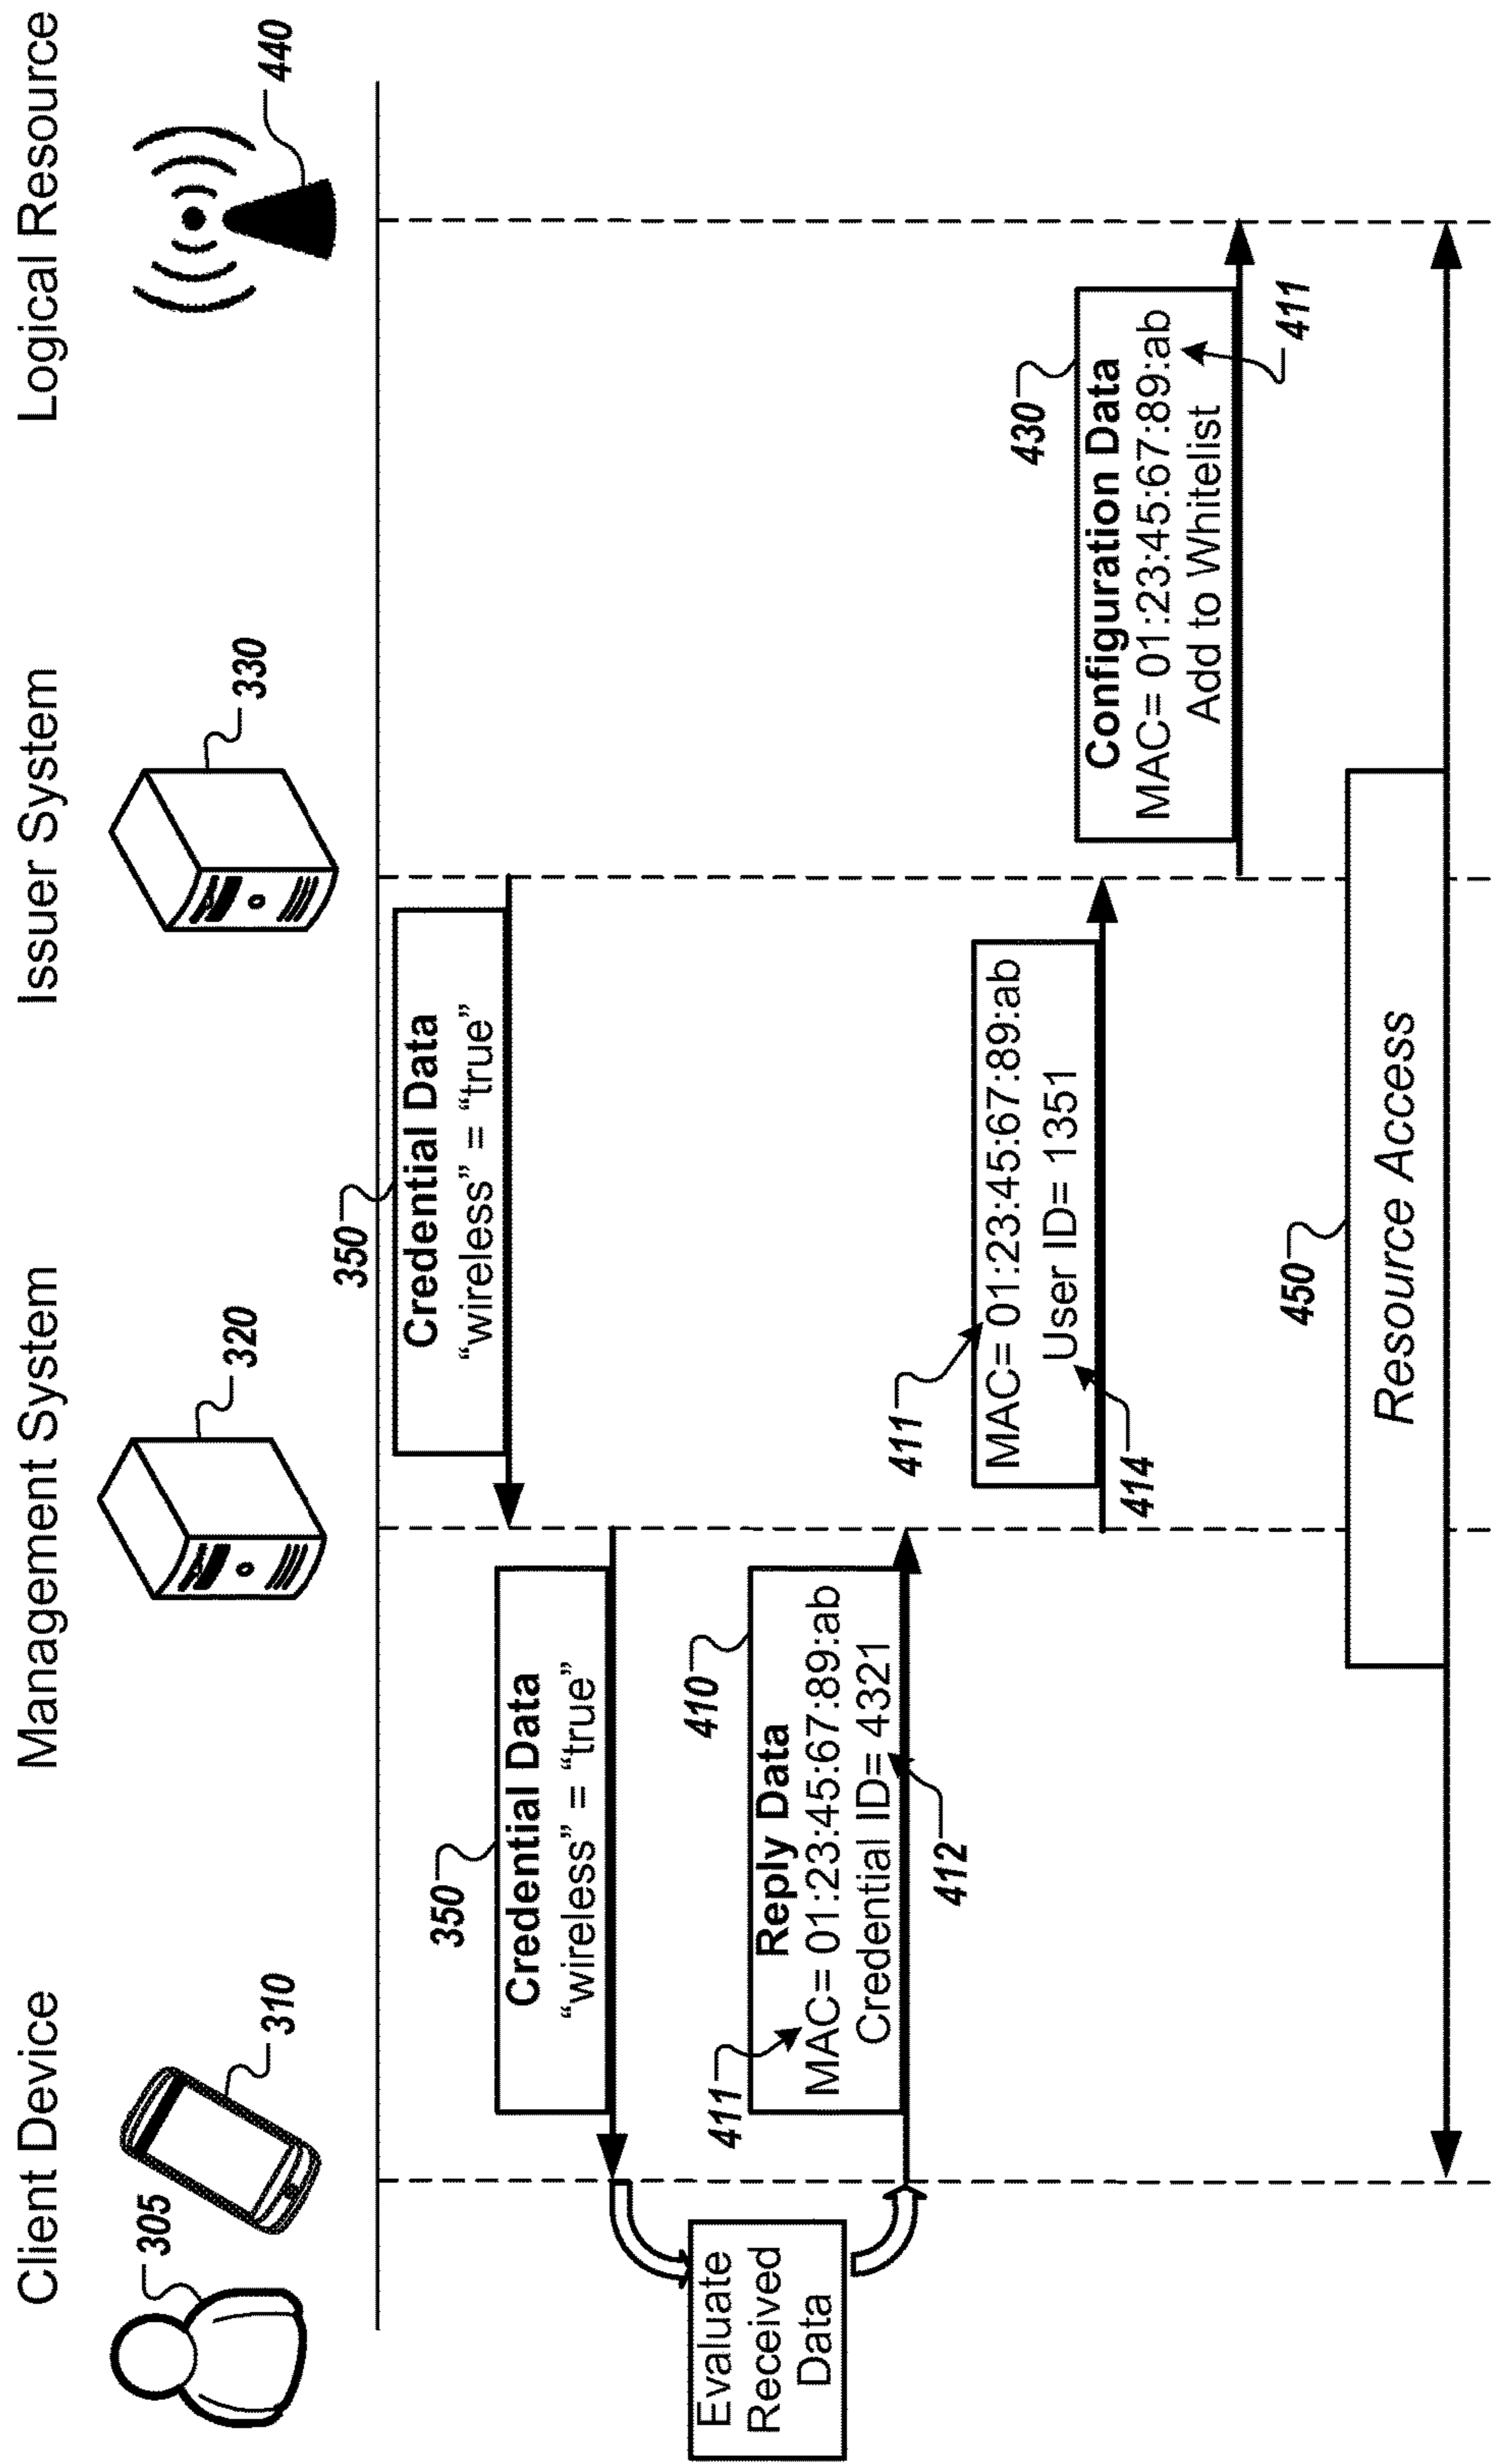 Client Device
Management System
Issuer System
Logical Resource
305
310
320
330
440
350
Credential Data
“wireless” = “true”
350
Credential Data
“wireless” = “true”
Evaluate
Received
Data
410
Reply Data
411
MAC= 01:23:45:67:89:ab
Credential ID= 4321
412
411
MAC= 01:23:45:67:89:ab
User ID= 1351
414
430
Configuration Data
MAC= 01:23:45:67:89:ab
Add to Whitelist
411
450
Resource Access